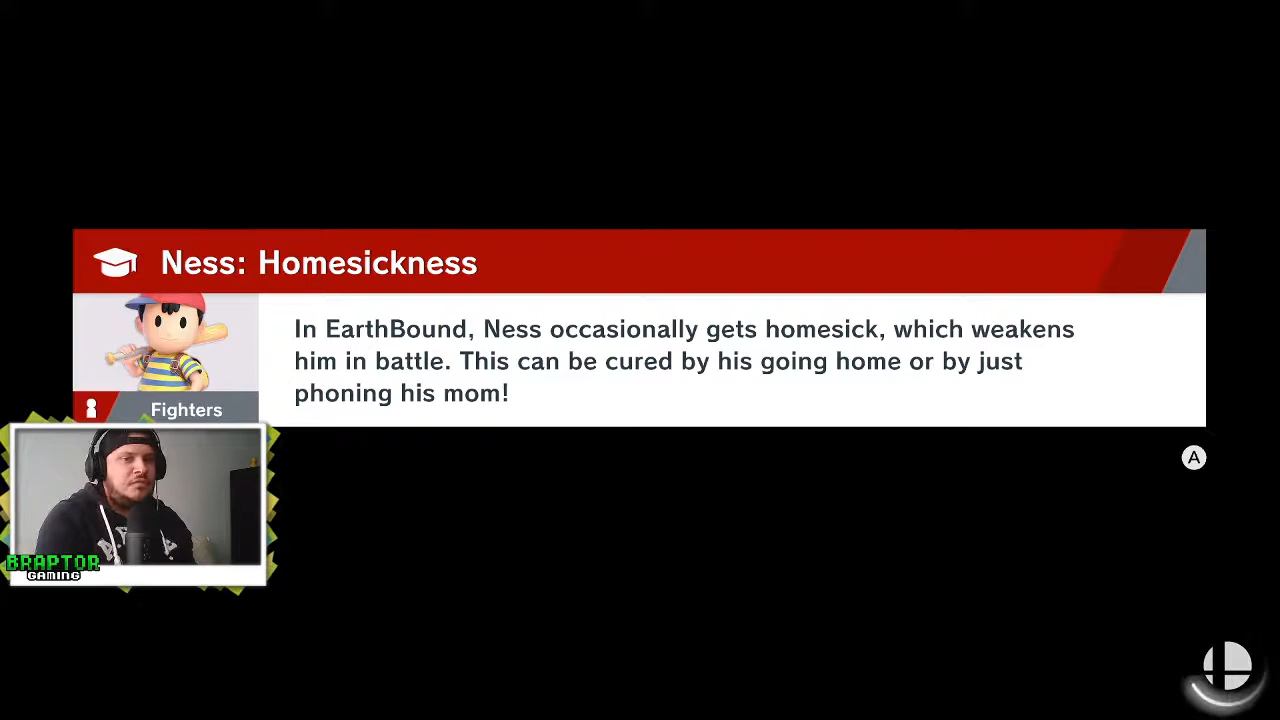 Ness: Homesickness
In EarthBound, Ness occasionally gets homesick, which weakens
him in battle. This can be cured by his going home or by just
phoning his mom!
Fighters
A
BRAPTOR
GAMING